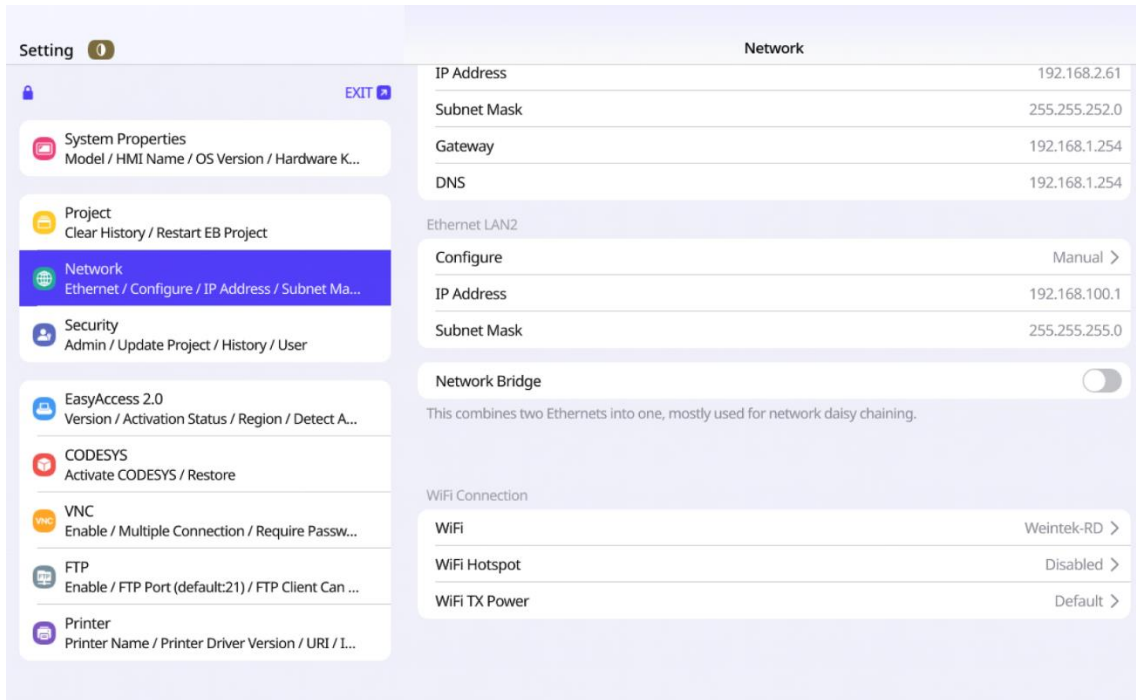 Setting
Network
EXIT
System Properties
Model / HMI Name / OS Version / Hardware K...
Project
Clear History / Restart EB Project
Network
Ethernet / Configure / IP Address / Subnet Ma...
Security
Admin / Update Project / History / User
EasyAccess 2.0
Version / Activation Status / Region / Detect A...
CODESYS
Activate CODESYS / Restore
VNC
VNC
Enable / Multiple Connection / Require Passw...
FTP
FTP
Enable / FTP Port (default:21) / FTP Client Can ...
Printer
Printer Name / Printer Driver Version / URI / I...
IP Address 192.168.2.61
Subnet Mask 255.255.252.0
Gateway 192.168.1.254
DNS 192.168.1.254
Ethernet LAN2
Configure Manual
IP Address 192.168.100.1
Subnet Mask 255.255.255.0
Network Bridge
This combines two Ethernets into one, mostly used for network daisy chaining.
WiFi Connection
WiFi Weintek-RD
WiFi Hotspot Disabled
WiFi TX Power Default